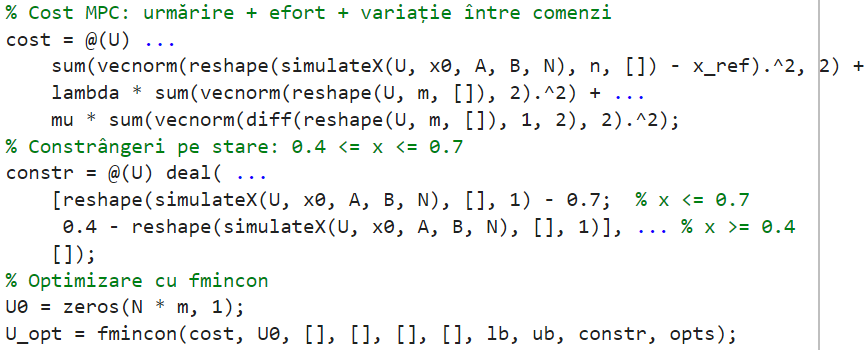 % Cost MPC: urmărire + efort + variație între comenzi
cost = @(U) ...
    sum(vecnorm(reshape(simulateX(U, x0, A, B, N), n, []) - x_ref).^2, 2) +
    lambda * sum(vecnorm(reshape(U, m, []), 2).^2) + ...
    mu * sum(vecnorm(diff(reshape(U, m, []), 1, 2), 2).^2);
% Constrângeri pe stare: 0.4 <= x <= 0.7
constr = @(U) deal( ...
    [reshape(simulateX(U, x0, A, B, N), [], 1) - 0.7;  % x <= 0.7
     0.4 - reshape(simulateX(U, x0, A, B, N), [], 1)], ... % x >= 0.4
    []);
% Optimizare cu fmincon
U0 = zeros(N * m, 1);
U_opt = fmincon(cost, U0, [], [], [], [], lb, ub, constr, opts);